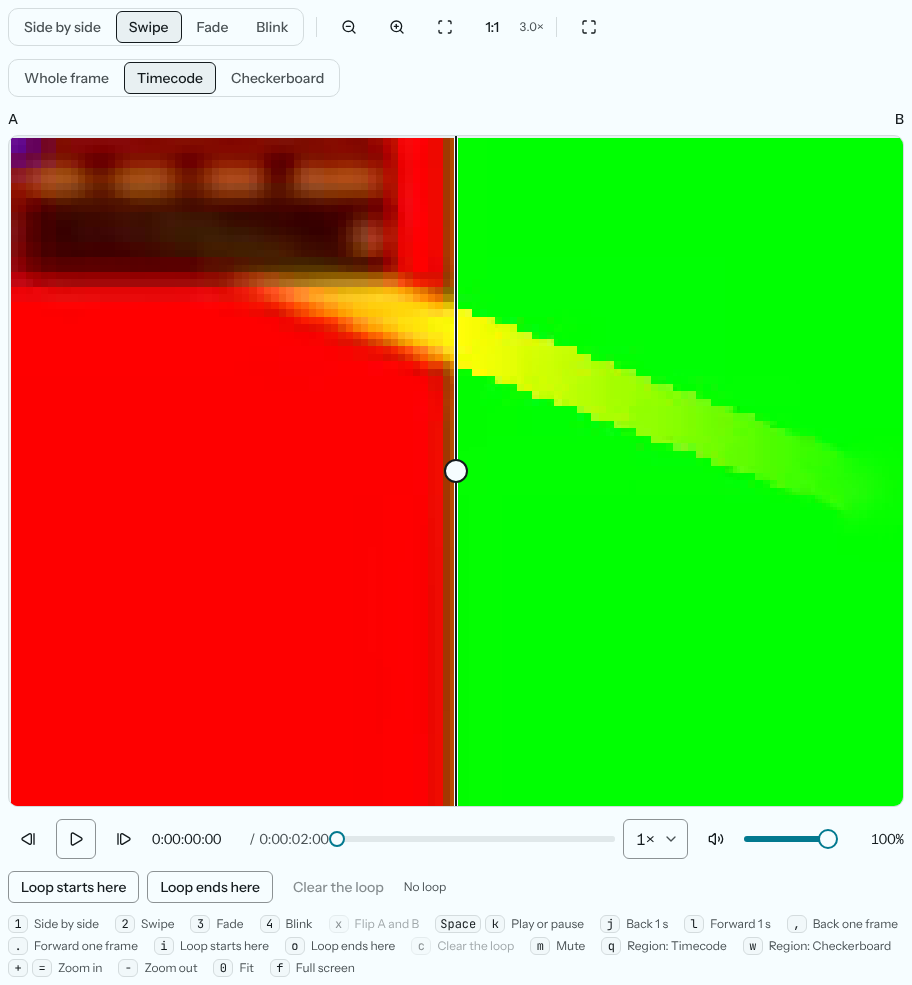 Side by side Swipe Fade Blink 1:1 3.0×
Whole frame Timecode Checkerboard
A B
0:00:00:00 / 0:00:02:00 1× 100%
Loop starts here Loop ends here Clear the loop No loop
1 Side by side 2 Swipe 3 Fade 4 Blink x Flip A and B Space k Play or pause j Back 1 s l Forward 1 s , Back one frame
. Forward one frame i Loop starts here o Loop ends here c Clear the loop m Mute q Region: Timecode w Region: Checkerboard
+ = Zoom in - Zoom out 0 Fit f Full screen